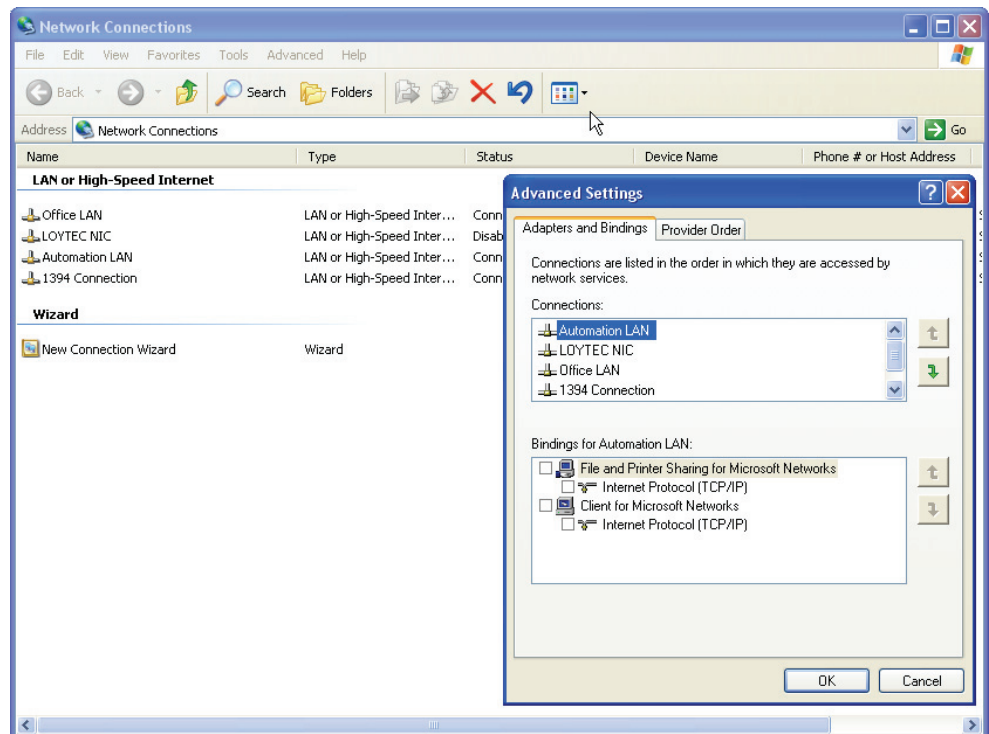 Network Connections
File Edit View Favorites Tools Advanced Help
Back Search Folders
Address Network Connections Go
Name Type Status Device Name Phone # or Host Address
LAN or High-Speed Internet
Office LAN LAN or High-Speed Inter... Conn
LOYTEC NIC LAN or High-Speed Inter... Disab
Automation LAN LAN or High-Speed Inter... Conn
1394 Connection LAN or High-Speed Inter... Conn
Wizard
New Connection Wizard Wizard
Advanced Settings
Adapters and Bindings Provider Order
Connections are listed in the order in which they are accessed by
network services.
Connections:
Automation LAN
LOYTEC NIC
Office LAN
1394 Connection
Bindings for Automation LAN:
File and Printer Sharing for Microsoft Networks
Internet Protocol (TCP/IP)
Client for Microsoft Networks
Internet Protocol (TCP/IP)
OK Cancel